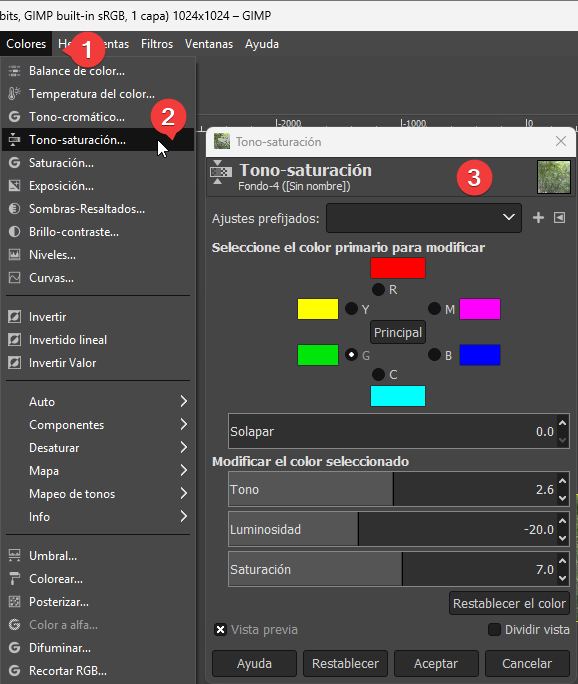 bits, GIMP built-in sRGB, 1 capa) 1024x1024 – GIMP
Colores
Filtros
Ventanas
Ayuda
1
Balance de color...
Temperatura del color...
Tono-cromático...
2
Tono-saturación...
Saturación...
Exposición...
Sombras-Resaltados...
Brillo-contraste...
Niveles...
Curvas...
Invertir
Invertido lineal
Invertir Valor
Auto
Componentes
Desaturar
Mapa
Mapeo de tonos
Info
Umbral...
Colorear...
Posterizar...
Color a alfa...
Difuminar...
Recortar RGB...
-2000
-1000
0
Tono-saturación
Tono-saturación
3
Fondo-4 ([Sin nombre])
Ajustes prefijados:
Seleccione el color primario para modificar
R
Y
M
Principal
G
B
C
Solapar 0.0
Modificar el color seleccionado
Tono 2.6
Luminosidad -20.0
Saturación 7.0
Restablecer el color
Vista previa
Dividir vista
Ayuda
Restablecer
Aceptar
Cancelar